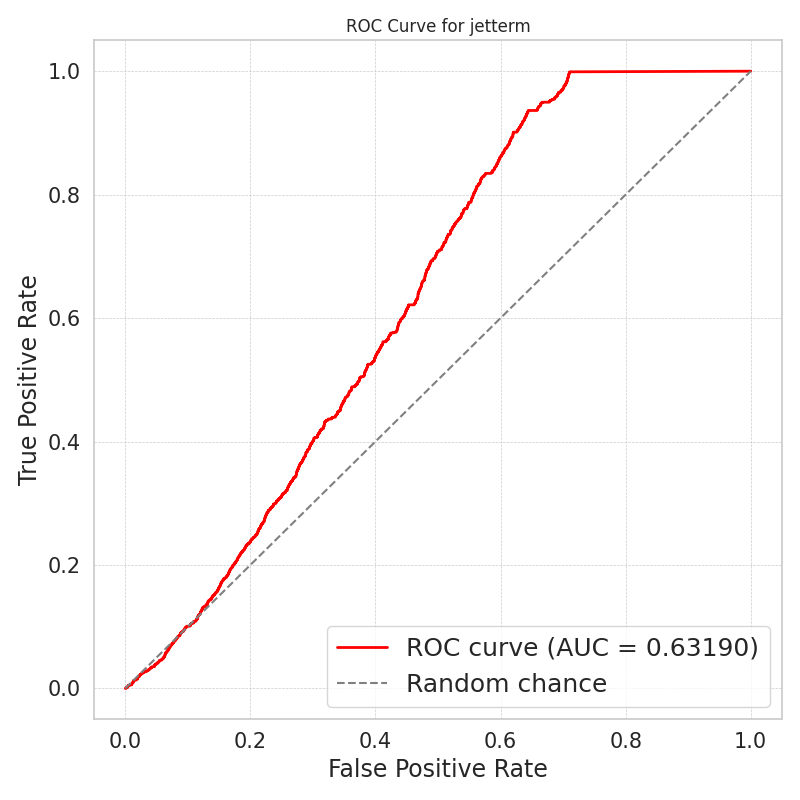 ROC Curve for jetterm
1.0
0.8
0.6
0.4
0.2
0.0
True Positive Rate
ROC curve (AUC = 0.63190)
Random chance
0.0 0.2 0.4 0.6 0.8 1.0
False Positive Rate